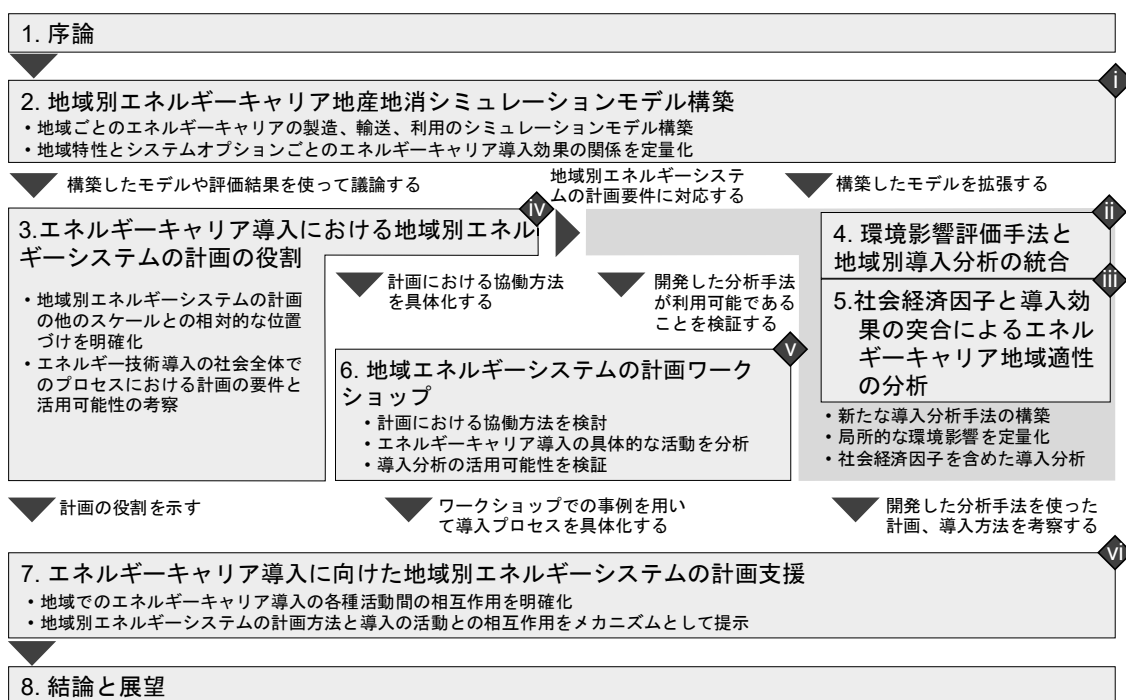 1. 序論
i
2. 地域別エネルギーキャリア地産地消シミュレーションモデル構築
・地域ごとのエネルギーキャリアの製造、輸送、利用のシミュレーションモデル構築
・地域特性とシステムオプションごとのエネルギーキャリア導入効果の関係を定量化
構築したモデルや評価結果を使って議論する
地域別エネルギーシステ
ムの計画要件に対応する
構築したモデルを拡張する
iv
3.エネルギーキャリア導入における地域別エネル
ギーシステムの計画の役割
・地域別エネルギーシステムの計画
の他のスケールとの相対的な位置
づけを明確化
・エネルギー技術導入の社会全体で
のプロセスにおける計画の要件と
活用可能性の考察
計画における協働方法
を具体化する
開発した分析手法
が利用可能である
ことを検証する
ii
4. 環境影響評価手法と
地域別導入分析の統合
iii
5.社会経済因子と導入効
果の突合によるエネル
ギーキャリア地域適性
の分析
・新たな導入分析手法の構築
・局所的な環境影響を定量化
・社会経済因子を含めた導入分析
v
6. 地域エネルギーシステムの計画ワーク
ショップ
・計画における協働方法を検討
・エネルギーキャリア導入の具体的な活動を分析
・導入分析の活用可能性を検証
計画の役割を示す
ワークショップでの事例を用い
て導入プロセスを具体化する
開発した分析手法を使った
計画、導入方法を考察する
vi
7. エネルギーキャリア導入に向けた地域別エネルギーシステムの計画支援
・地域でのエネルギーキャリア導入の各種活動間の相互作用を明確化
・地域別エネルギーシステムの計画方法と導入の活動との相互作用をメカニズムとして提示
8. 結論と展望